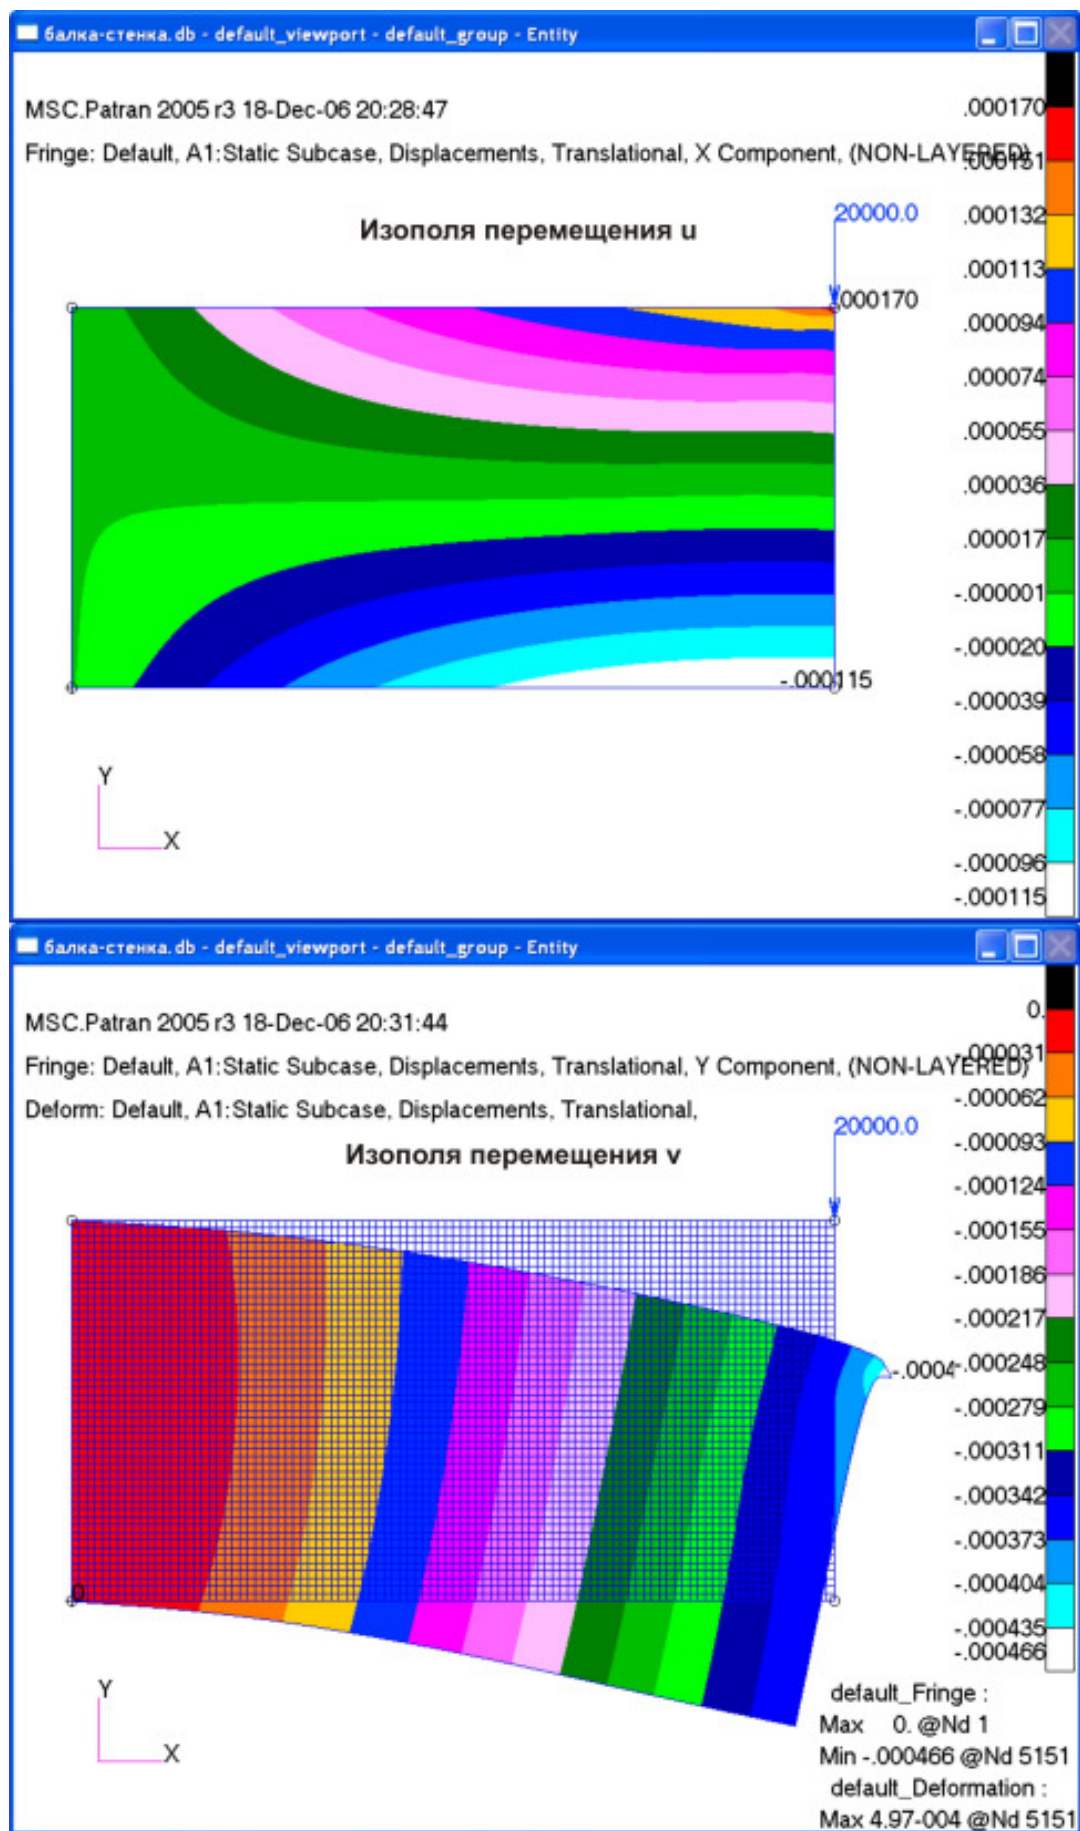 балка-стенка.db - default_viewport - default_group - Entity
MSC.Patran 2005 r3 18-Dec-06 20:28:47
.000170
Fringe: Default, A1:Static Subcase, Displacements, Translational, X Component, (NON-LAYERED)
.000151
20000.0
.000132
Изополя перемещения u
.000113
.000170
.000094
.000074
.000055
.000036
.000017
-.000001
-.000020
-.000115
-.000039
-.000058
Y
-.000077
X
-.000096
-.000115
балка-стенка.db - default_viewport - default_group - Entity
MSC.Patran 2005 r3 18-Dec-06 20:31:44
0.
Fringe: Default, A1:Static Subcase, Displacements, Translational, Y Component, (NON-LAYERED)
-.000031
Deform: Default, A1:Static Subcase, Displacements, Translational,
-.000062
20000.0
-.000093
Изополя перемещения v
-.000124
-.000155
-.000186
-.000217
-.000248
-.0004
-.000279
-.000311
-.000342
-.000373
-.000404
0
-.000435
-.000466
Y
X
default_Fringe :
Max 0. @Nd 1
Min -.000466 @Nd 5151
default_Deformation :
Max 4.97-004 @Nd 5151